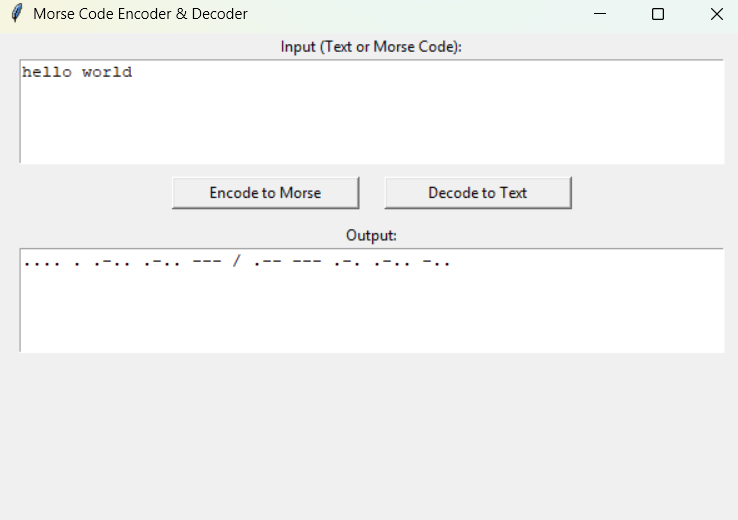 Morse Code Encoder & Decoder
Input (Text or Morse Code):
hello world
Encode to Morse Decode to Text
Output:
.... . .-.. .-.. --- / .-- --- .-. .-.. -..